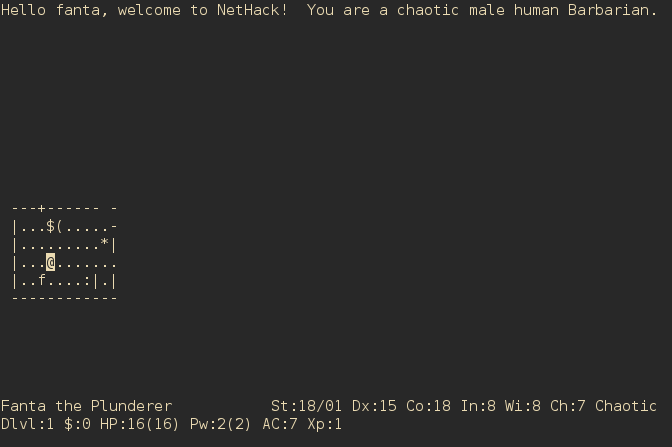 Hello fanta, welcome to NetHack!  You are a chaotic male human Barbarian.
---+------ -
|...$(.....-
|.........*|
|...@.......
|..f....:|.|
------------
Fanta the Plunderer           St:18/01 Dx:15 Co:18 In:8 Wi:8 Ch:7 Chaotic
Dlvl:1 $:0 HP:16(16) Pw:2(2) AC:7 Xp:1